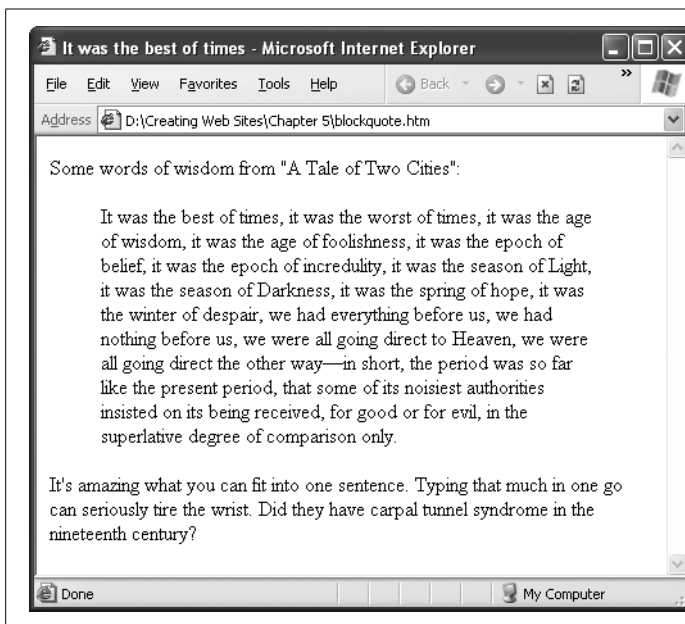 It was the best of times - Microsoft Internet Explorer
File Edit View Favorites Tools Help Back »
Address D:\Creating Web Sites\Chapter 5\blockquote.htm
Some words of wisdom from "A Tale of Two Cities":
It was the best of times, it was the worst of times, it was the age
of wisdom, it was the age of foolishness, it was the epoch of
belief, it was the epoch of incredulity, it was the season of Light,
it was the season of Darkness, it was the spring of hope, it was
the winter of despair, we had everything before us, we had
nothing before us, we were all going direct to Heaven, we were
all going direct the other way—in short, the period was so far
like the present period, that some of its noisiest authorities
insisted on its being received, for good or for evil, in the
superlative degree of comparison only.
It's amazing what you can fit into one sentence. Typing that much in one go
can seriously tire the wrist. Did they have carpal tunnel syndrome in the
nineteenth century?
Done My Computer